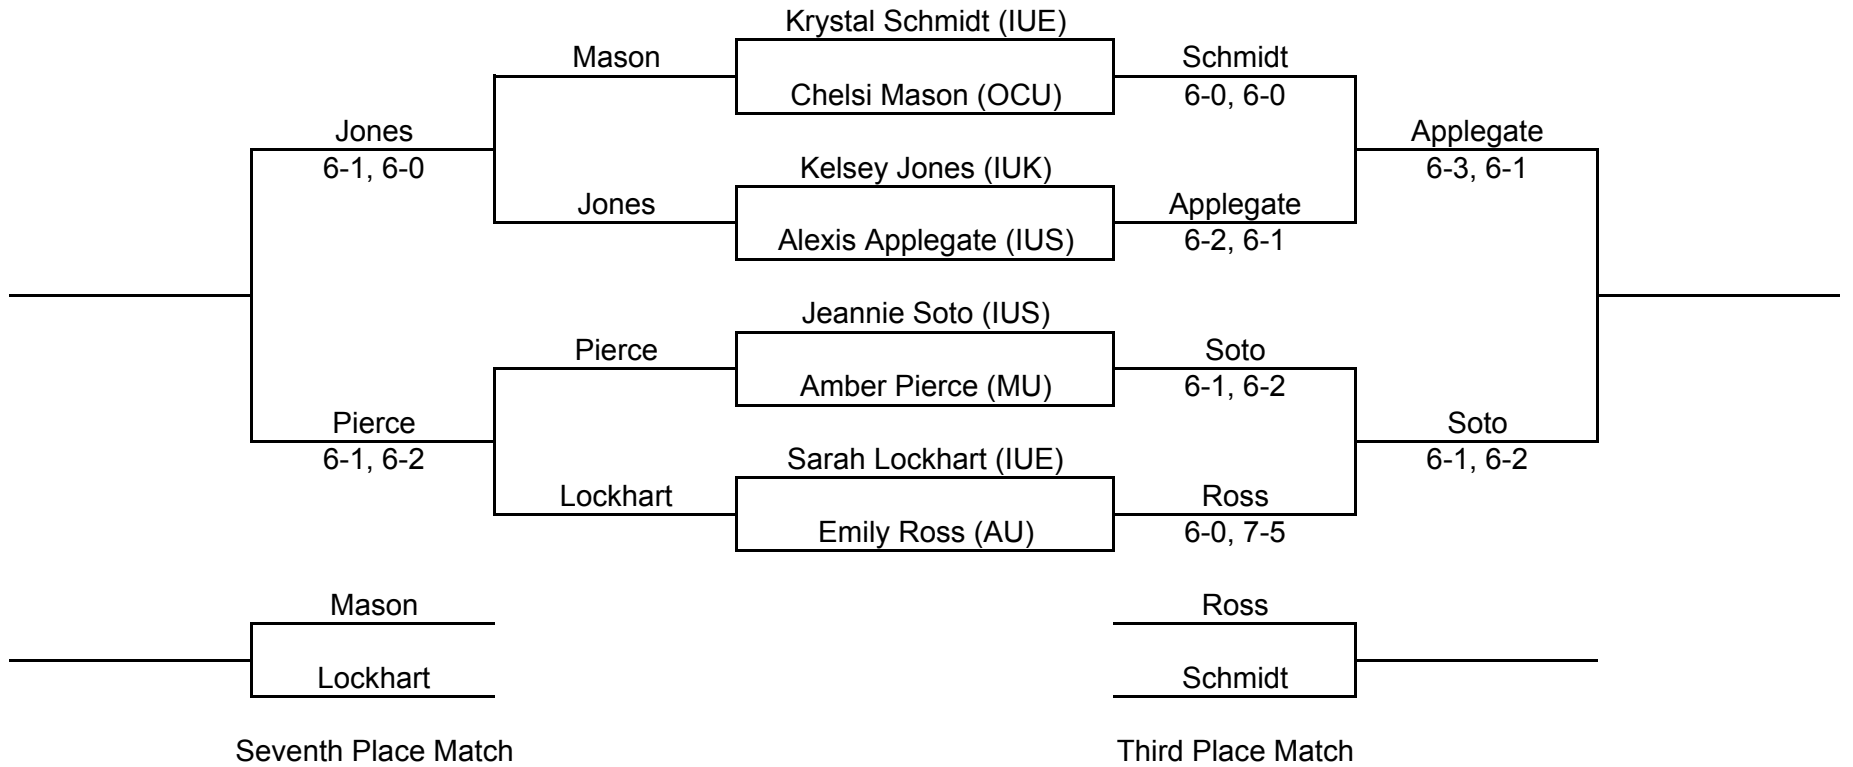 Krystal Schmidt (IUE)
Mason
Schmidt
Chelsi Mason (OCU)
6-0, 6-0
Jones
Applegate
6-1, 6-0
Kelsey Jones (IUK)
6-3, 6-1
Jones
Applegate
Alexis Applegate (IUS)
6-2, 6-1
Jeannie Soto (IUS)
Pierce
Soto
Amber Pierce (MU)
6-1, 6-2
Pierce
Soto
6-1, 6-2
Sarah Lockhart (IUE)
6-1, 6-2
Lockhart
Ross
Emily Ross (AU)
6-0, 7-5
Mason
Ross
Lockhart
Schmidt
Seventh Place Match
Third Place Match